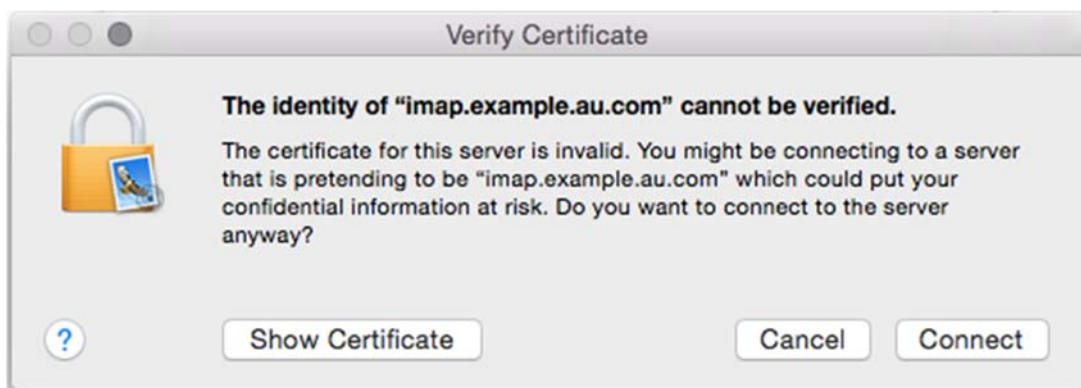 Verify Certificate
The identity of “imap.example.au.com” cannot be verified.
The certificate for this server is invalid. You might be connecting to a server
that is pretending to be “imap.example.au.com” which could put your
confidential information at risk. Do you want to connect to the server
anyway?
?
Show Certificate
Cancel
Connect